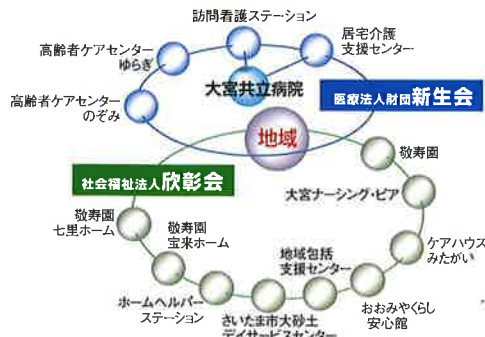 訪問看護ステーション
高齢者ケアセンター
ゆらぎ
居宅介護
支援センター
大宮共立病院
高齢者ケアセンター
のぞみ
医療法人財団新生会
地域
敬寿園
社会福祉法人欣彰会
大宮ナーシング・ピア
敬寿園
七里ホーム
敬寿園
宝来ホーム
ケアハウス
みたがい
地域包括
支援センター
ホームヘルパー
ステーション
さいたま市大砂土
デイサービスセンター
おおみやくらし
安心館